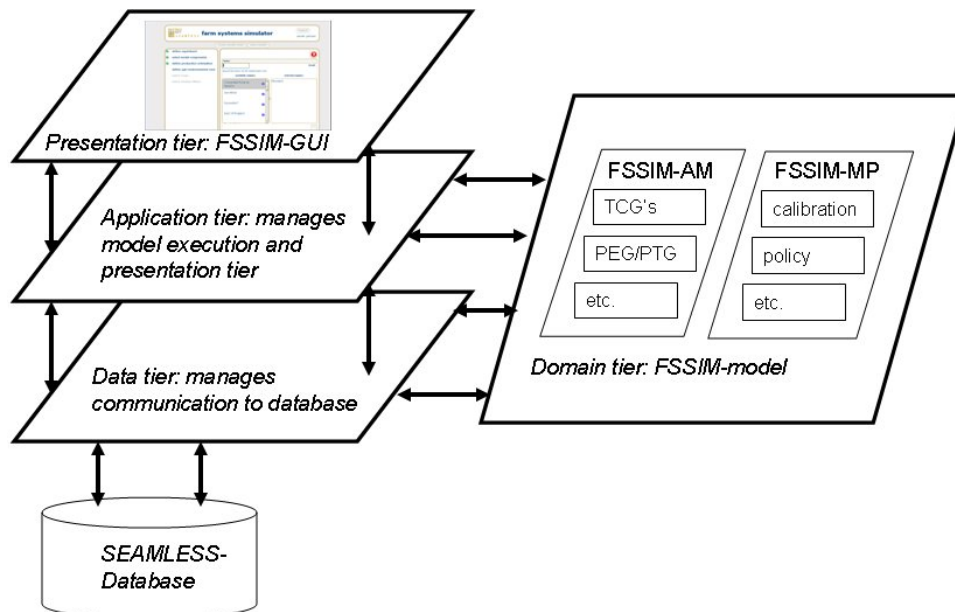 farm systems simulator
Presentation tier: FSSIM-GUI
Application tier: manages
model execution and
presentation tier
Data tier: manages
communication to database
SEAMLESS-
Database
FSSIM-AM
TCG's
PEG/PTG
etc.
FSSIM-MP
calibration
policy
etc.
Domain tier: FSSIM-model